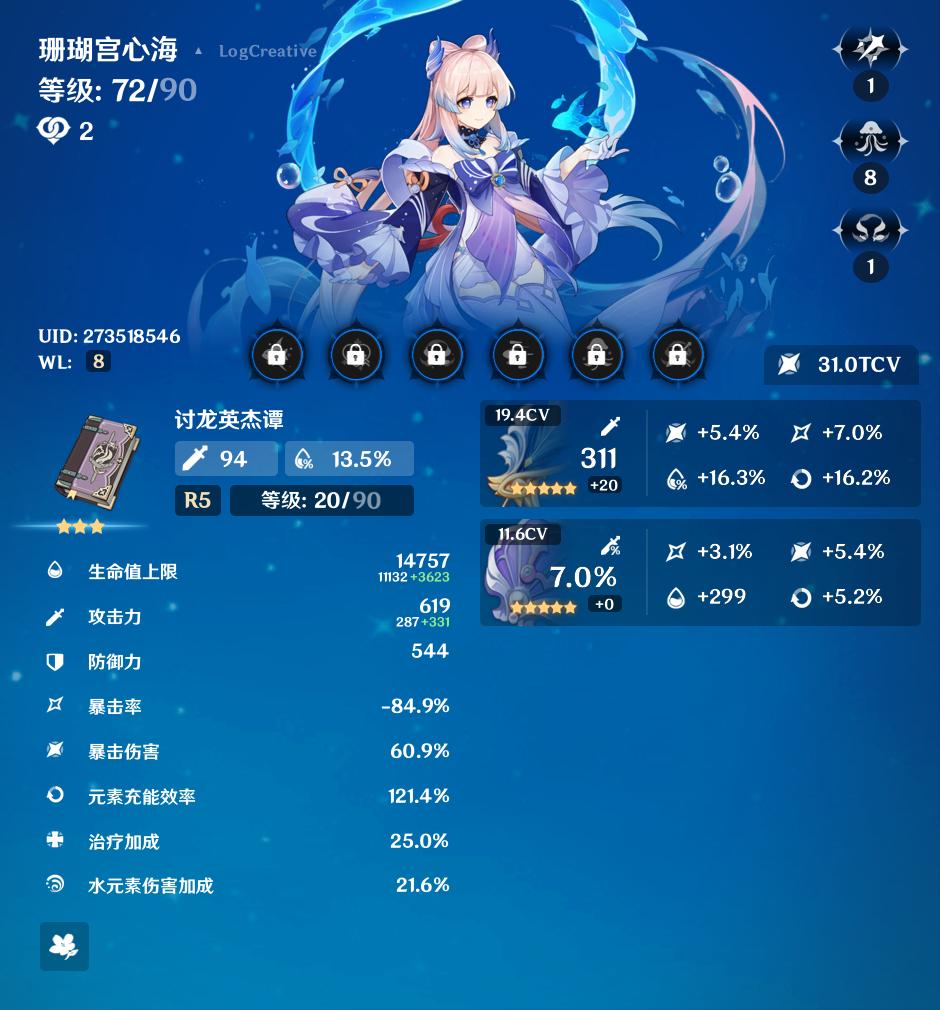 珊瑚宫心海 ▲ LogCreative
等级: 72/90
2
1
8
1
UID: 273518546
WL: 8
31.0TCV
讨龙英杰谭
94 13.5%
R5 等级: 20/90
19.4CV
311
+20
+5.4% +7.0%
+16.3% +16.2%
11.6CV
7.0%
+0
+3.1% +5.4%
+299 +5.2%
生命值上限 14757
11132 +3623
攻击力 619
287 +331
防御力 544
暴击率 -84.9%
暴击伤害 60.9%
元素充能效率 121.4%
治疗加成 25.0%
水元素伤害加成 21.6%